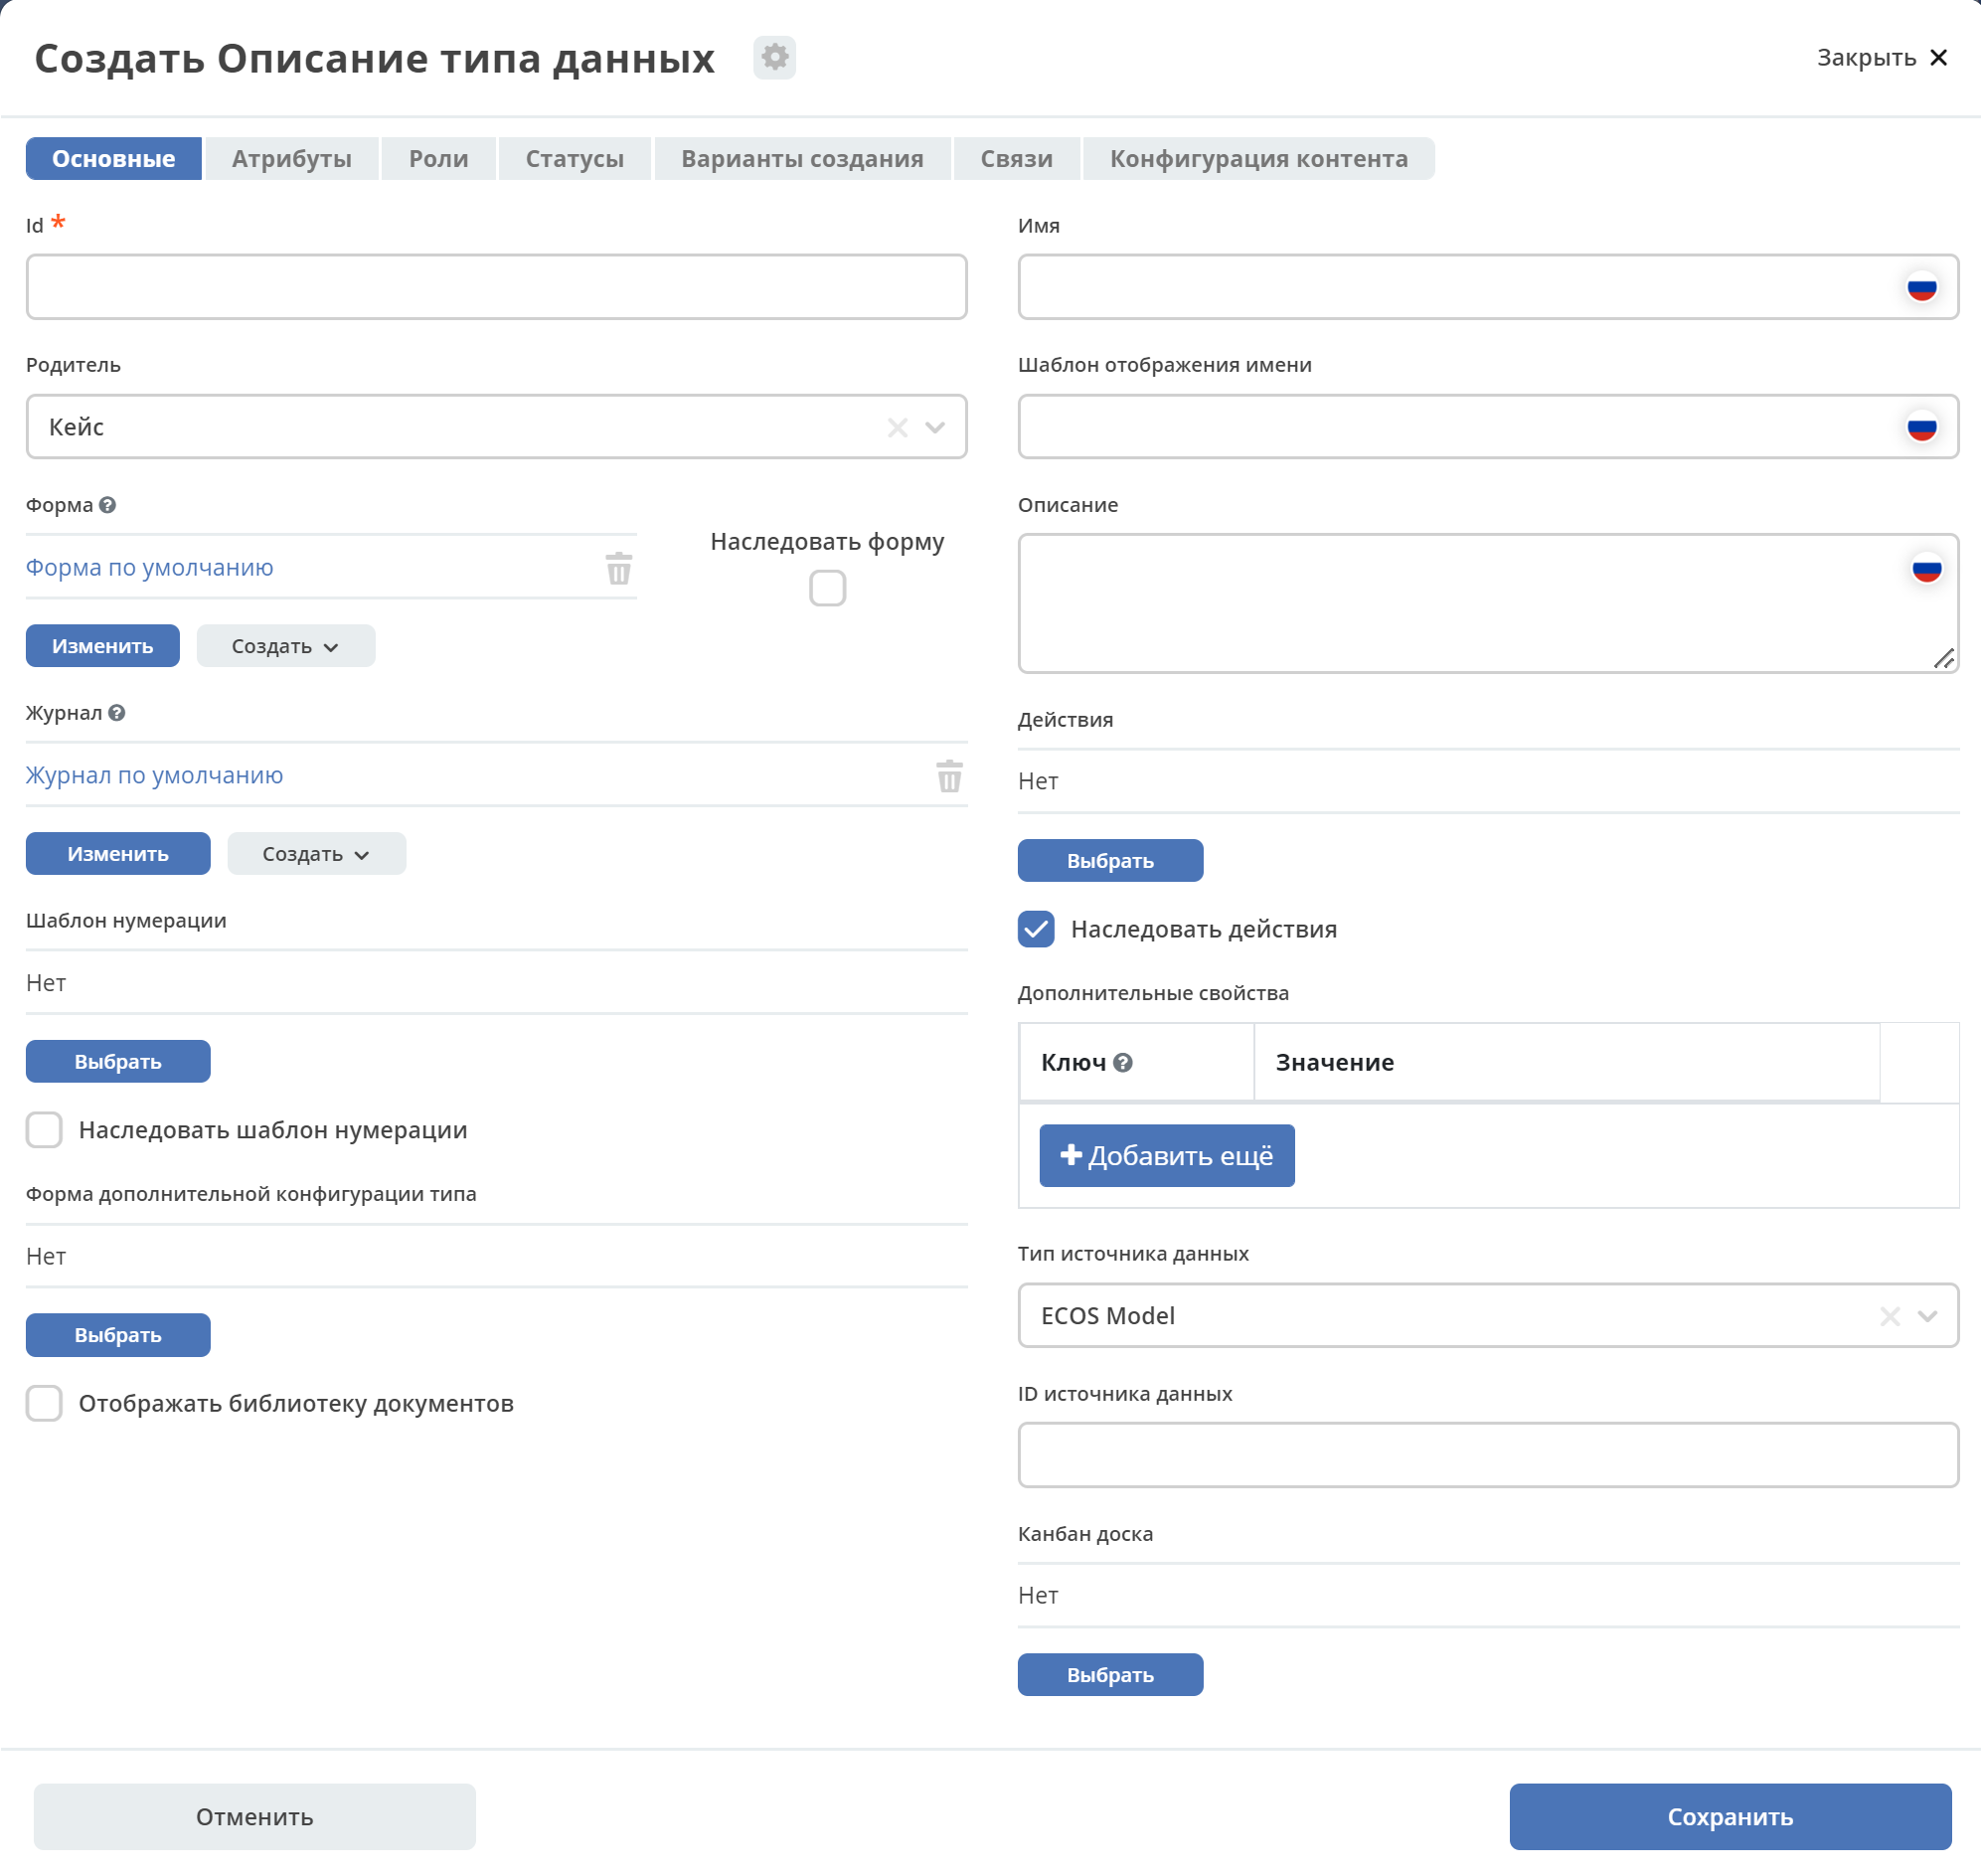 Создать Описание типа данных
Закрыть
Основные
Атрибуты
Роли
Статусы
Варианты создания
Связи
Конфигурация контента
Id *
Родитель
Кейс
Форма
Форма по умолчанию
Наследовать форму
Изменить
Создать
Журнал
Журнал по умолчанию
Изменить
Создать
Шаблон нумерации
Нет
Выбрать
Наследовать шаблон нумерации
Форма дополнительной конфигурации типа
Нет
Выбрать
Отображать библиотеку документов
Имя
Шаблон отображения имени
Описание
Действия
Нет
Выбрать
Наследовать действия
Дополнительные свойства
Ключ
Значение
Добавить ещё
Тип источника данных
ECOS Model
ID источника данных
Канбан доска
Нет
Выбрать
Отменить
Сохранить